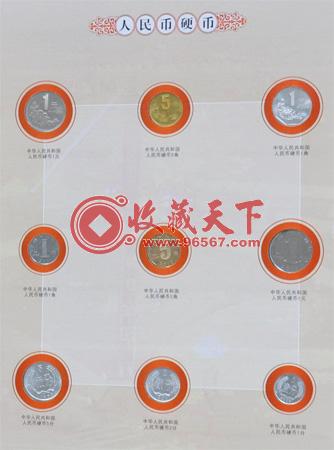 人民币硬币
中华人民共和国
人民币硬币1元
中华人民共和国
人民币硬币5角
中华人民共和国
人民币硬币1角
收藏天下
www.96567.com
中华人民共和国
人民币硬币1角
中华人民共和国
人民币硬币5角
中华人民共和国
人民币硬币1元
中华人民共和国
人民币硬币5分
中华人民共和国
人民币硬币2分
中华人民共和国
人民币硬币1分